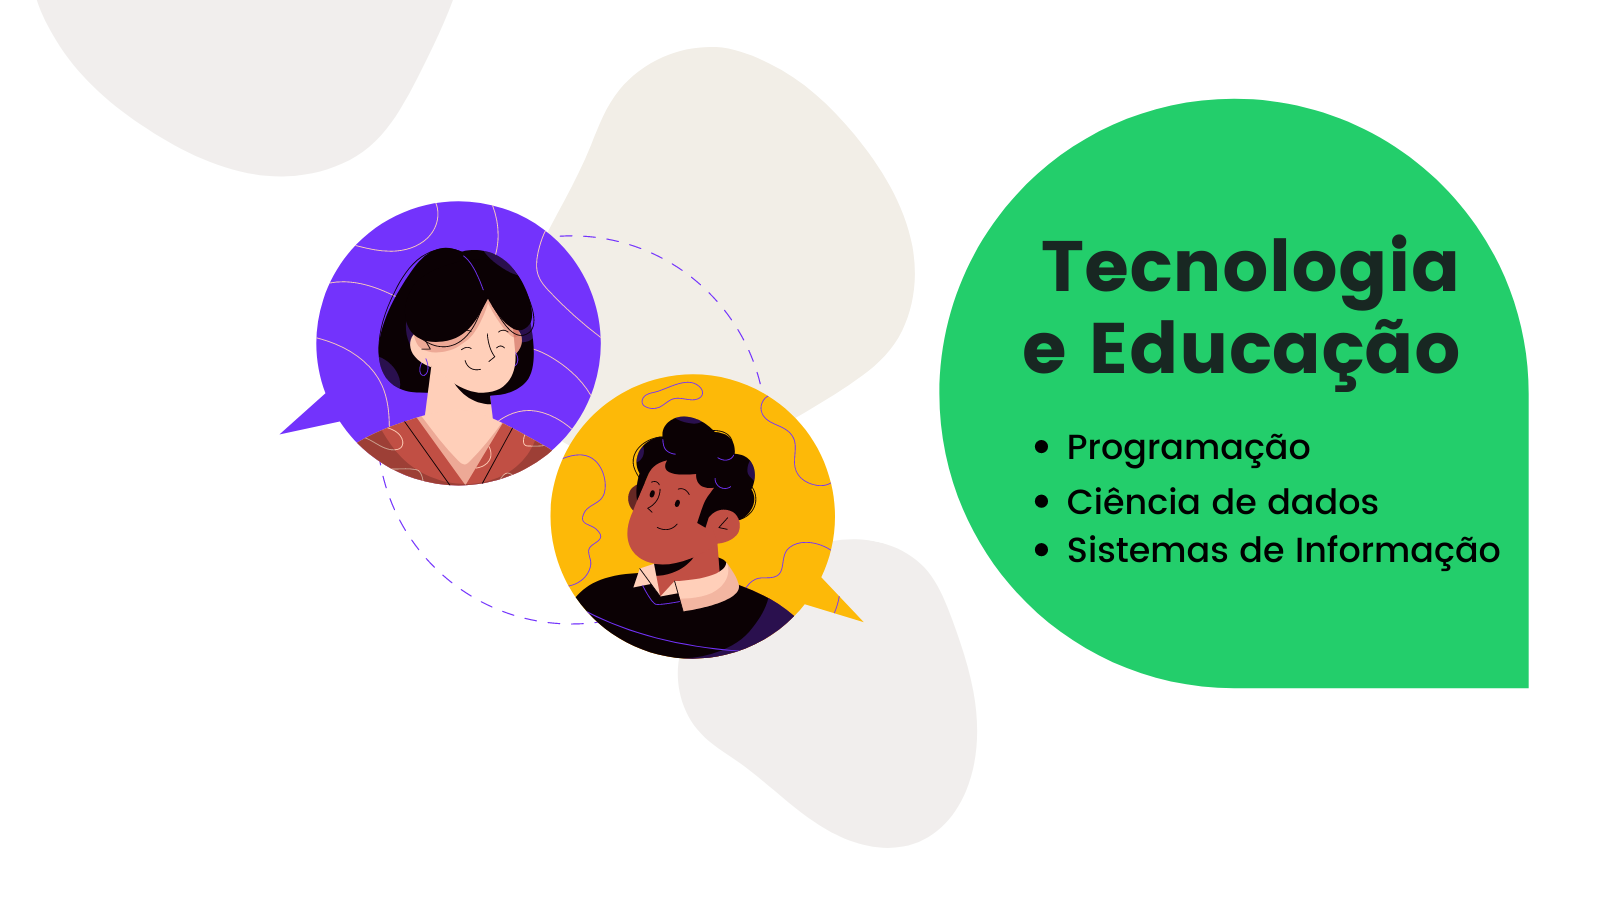 Tecnologia
e Educação
• Programação
• Ciência de dados
• Sistemas de Informação